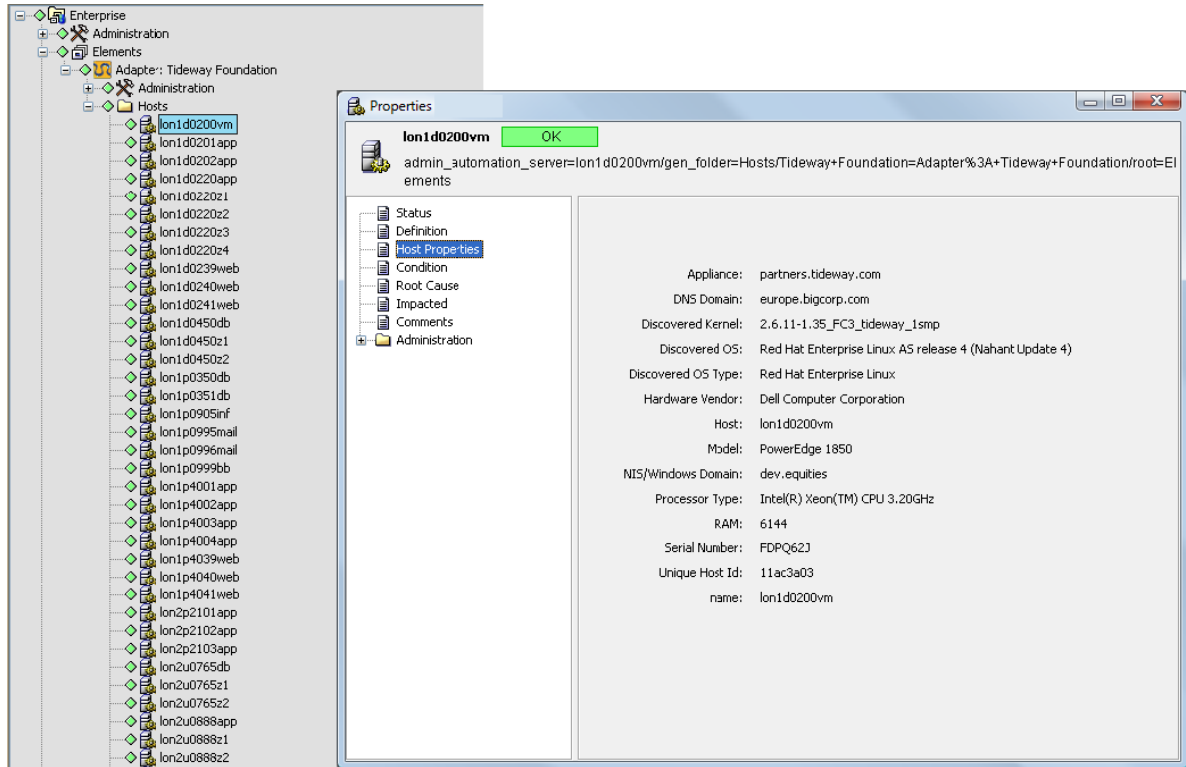 Enterprise
Administration
Elements
Adapter: Tideway Foundation
Administration
Hosts
lon1d0200vm
lon1d0201app
lon1d0202app
lon1d0220app
lon1d0220z1
lon1d0220z2
lon1d0220z3
lon1d0220z4
lon1d0239web
lon1d0240web
lon1d0241web
lon1d0450db
lon1d0450z1
lon1d0450z2
lon1p0350db
lon1p0351db
lon1p0905inf
lon1p0995mail
lon1p0996mail
lon1p0999bb
lon1p4001app
lon1p4002app
lon1p4003app
lon1p4004app
lon1p4039web
lon1p4040web
lon1p4041web
lon2p2101app
lon2p2102app
lon2p2103app
lon2u0765db
lon2u0765z1
lon2u0765z2
lon2u0888app
lon2u0888z1
lon2u0888z2
Properties
lon1d0200vm OK
admin_automation_server=lon1d0200vm/gen_folder=Hosts/Tideway+Foundation=Adapter%3A+Tideway+Foundation/root=El
ements
Status
Definition
Host Properties
Condition
Root Cause
Impacted
Comments
Administration
Appliance: partners.tideway.com
DNS Domain: europe.bigcorp.com
Discovered Kernel: 2.6.11-1.35_FC3_tideway_1smp
Discovered OS: Red Hat Enterprise Linux AS release 4 (Nahant Update 4)
Discovered OS Type: Red Hat Enterprise Linux
Hardware Vendor: Dell Computer Corporation
Host: lon1d0200vm
Model: PowerEdge 1850
NIS/Windows Domain: dev.equities
Processor Type: Intel(R) Xeon(TM) CPU 3.20GHz
RAM: 6144
Serial Number: FDPQ62J
Unique Host Id: 11ac3a03
name: lon1d0200vm